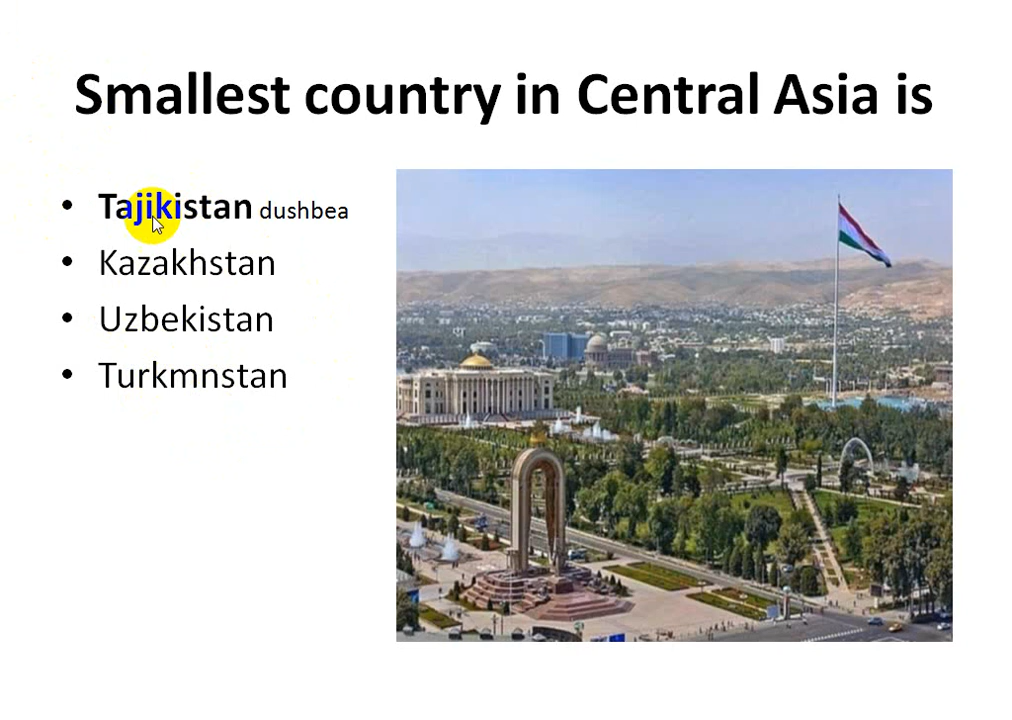 Smallest country in Central Asia is
• Tajikistan dushbea
• Kazakhstan
• Uzbekistan
• Turkmnstan